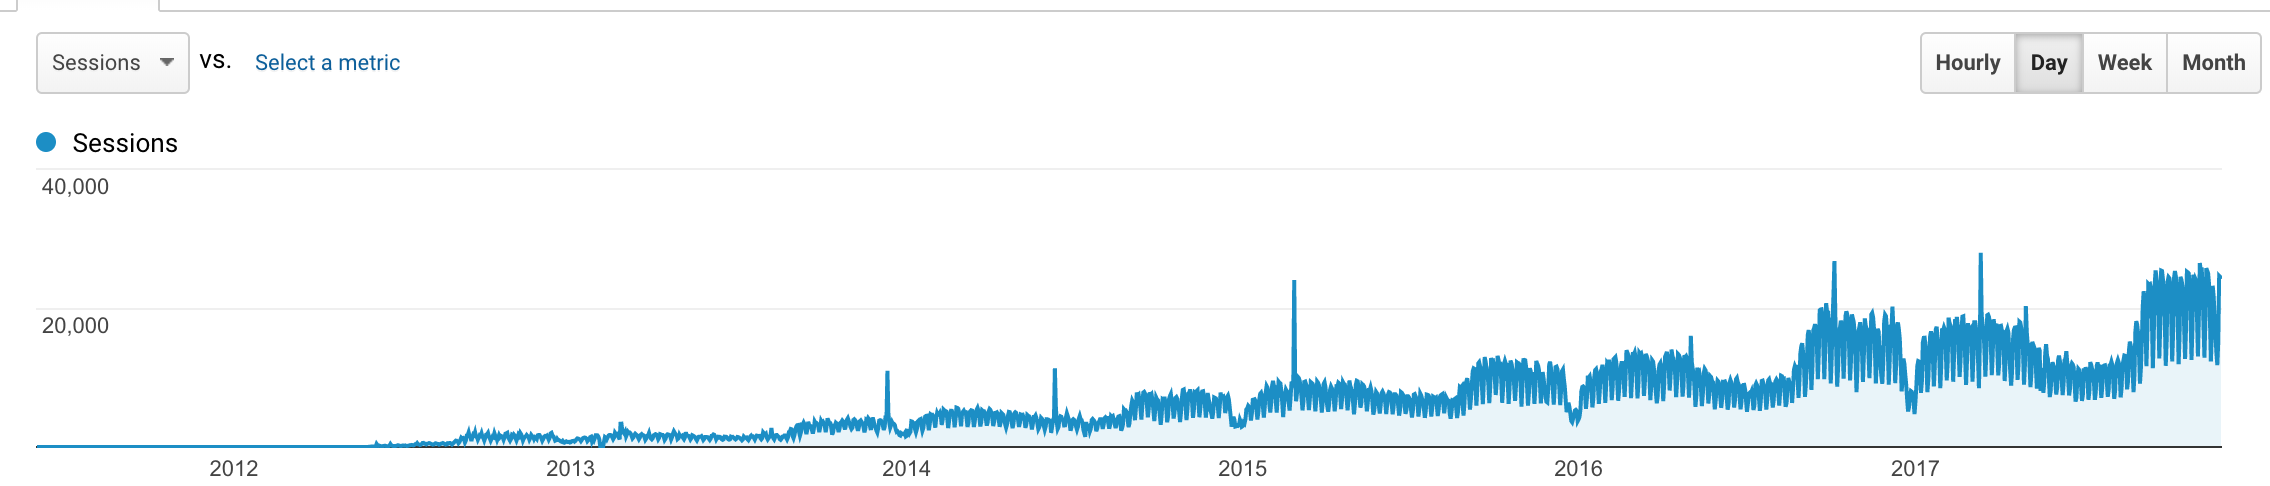 Sessions vs. Select a metric Hourly Day Week Month
Sessions
40,000
20,000
2012 2013 2014 2015 2016 2017